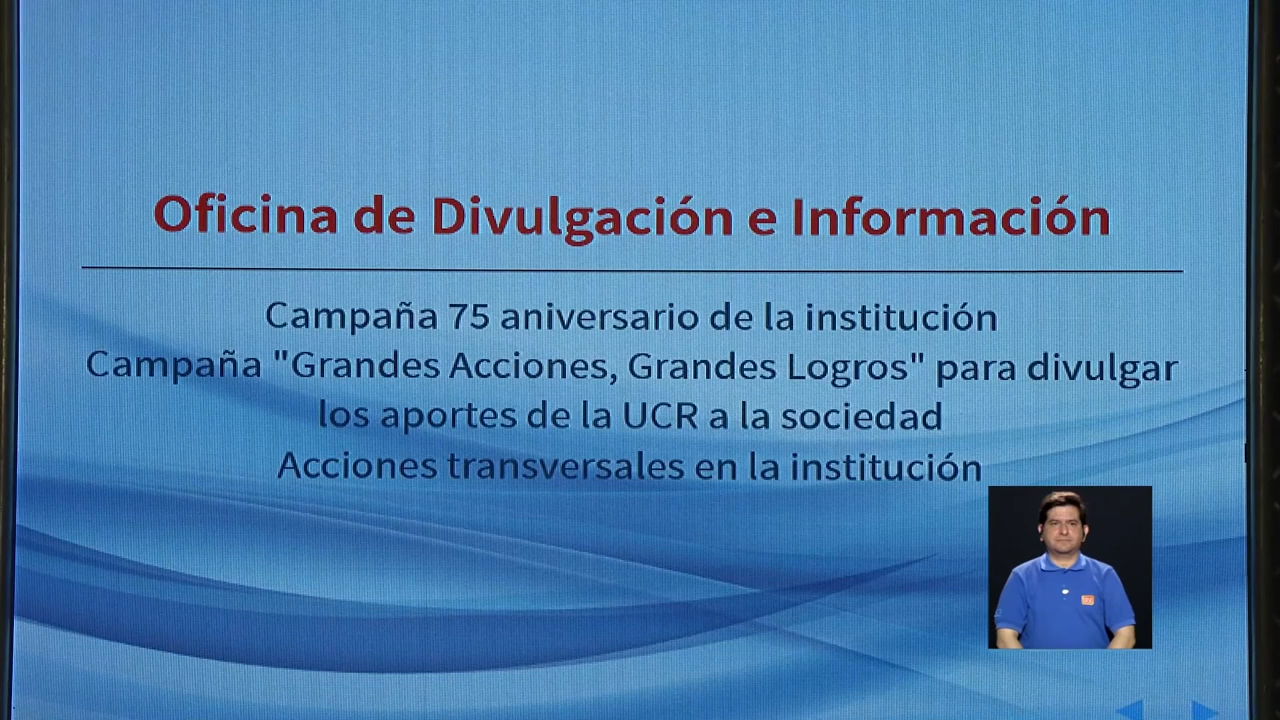 Oficina de Divulgación e Información
Campaña 75 aniversario de la institución
Campaña "Grandes Acciones, Grandes Logros" para divulgar
los aportes de la UCR a la sociedad
Acciones transversales en la institución